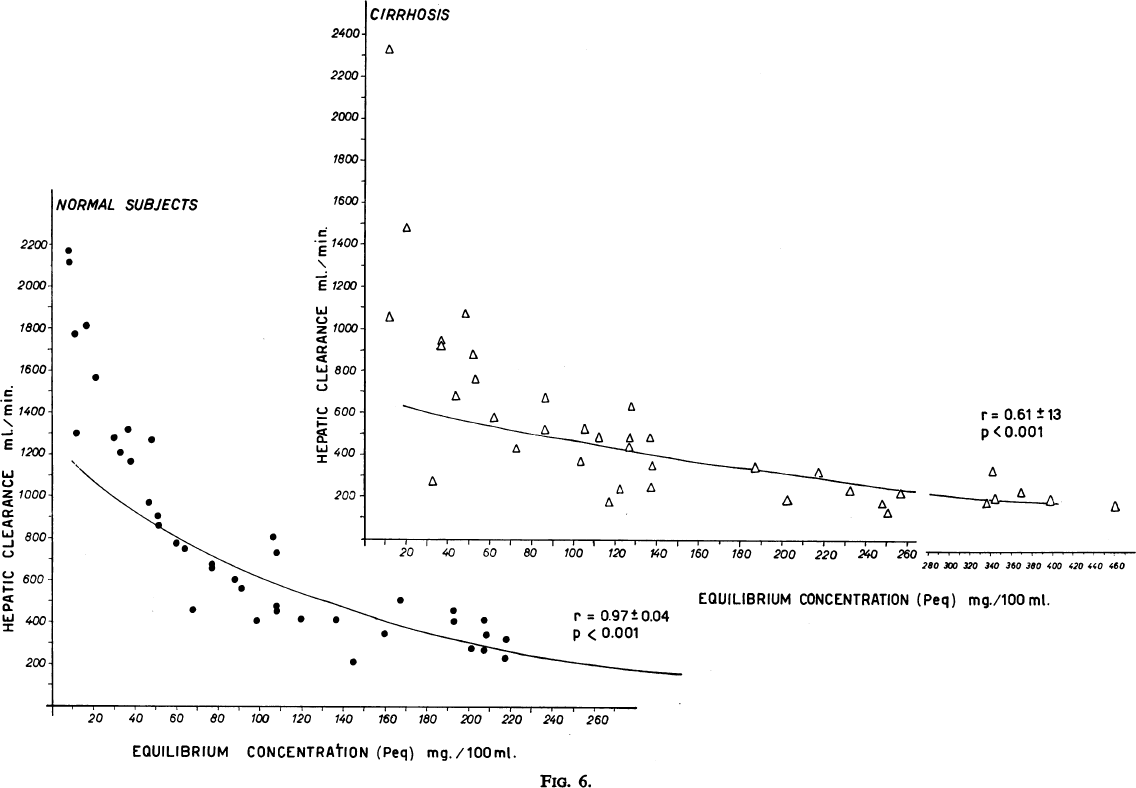 CIRRHOSIS
2400
2200
2000
1800
1600
1400
1200
1000
800
600
400
200
HEPATIC CLEARANCE ml./min.
r = 0.61 ± 13
p < 0.001
20 40 60 80 100 120 140 160 180 200 220 240 260
280 300 320 340 360 380 400 420 440 460
EQUILIBRIUM CONCENTRATION (Peq) mg./100 ml.
NORMAL SUBJECTS
2200
2000
1800
1600
1400
1200
1000
800
600
400
200
HEPATIC CLEARANCE ml./min.
r = 0.97 ± 0.04
p < 0.001
20 40 60 80 100 120 140 160 180 200 220 240 260
EQUILIBRIUM CONCENTRATION (Peq) mg./100ml.
FIG. 6.